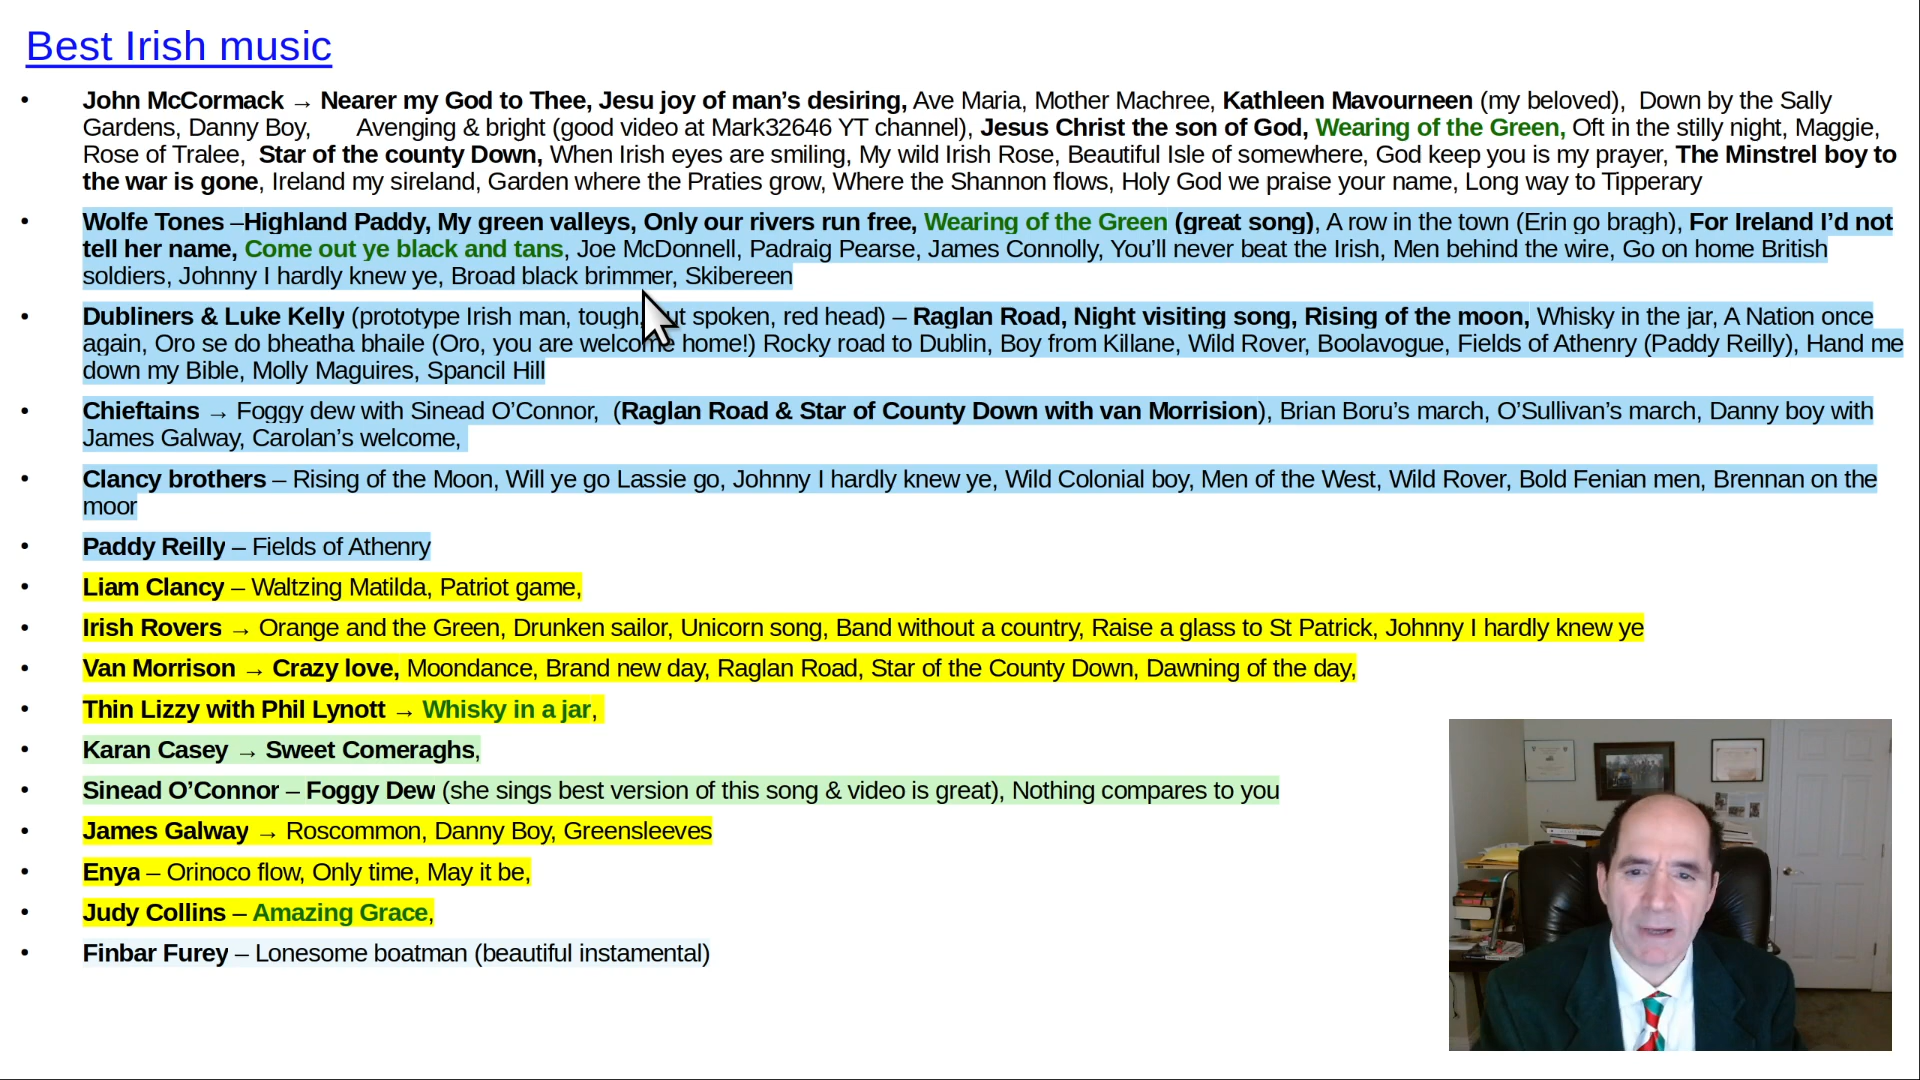 Best Irish music
• John McCormack → Nearer my God to Thee, Jesu joy of man’s desiring, Ave Maria, Mother Machree, Kathleen Mavourneen (my beloved),  Down by the Sally
Gardens, Danny Boy,      Avenging & bright (good video at Mark32646 YT channel), Jesus Christ the son of God, Wearing of the Green, Oft in the stilly night, Maggie,
Rose of Tralee,  Star of the county Down, When Irish eyes are smiling, My wild Irish Rose, Beautiful Isle of somewhere, God keep you is my prayer, The Minstrel boy to
the war is gone, Ireland my sireland, Garden where the Praties grow, Where the Shannon flows, Holy God we praise your name, Long way to Tipperary
• Wolfe Tones –Highland Paddy, My green valleys, Only our rivers run free, Wearing of the Green (great song), A row in the town (Erin go bragh), For Ireland I’d not
tell her name, Come out ye black and tans, Joe McDonnell, Padraig Pearse, James Connolly, You’ll never beat the Irish, Men behind the wire, Go on home British
soldiers, Johnny I hardly knew ye, Broad black brimmer, Skibereen
• Dubliners & Luke Kelly (prototype Irish man, tough, spoken, red head) – Raglan Road, Night visiting song, Rising of the moon, Whisky in the jar, A Nation once
again, Oro se do bheatha bhaile (Oro, you are welcome home!) Rocky road to Dublin, Boy from Killane, Wild Rover, Boolavogue, Fields of Athenry (Paddy Reilly), Hand me
down my Bible, Molly Maguires, Spancil Hill
• Chieftains → Foggy dew with Sinead O’Connor,  (Raglan Road & Star of County Down with van Morrision), Brian Boru’s march, O’Sullivan’s march, Danny boy with
James Galway, Carolan’s welcome,
• Clancy brothers – Rising of the Moon, Will ye go Lassie go, Johnny I hardly knew ye, Wild Colonial boy, Men of the West, Wild Rover, Bold Fenian men, Brennan on the
moor
• Paddy Reilly – Fields of Athenry
• Liam Clancy – Waltzing Matilda, Patriot game,
• Irish Rovers → Orange and the Green, Drunken sailor, Unicorn song, Band without a country, Raise a glass to St Patrick, Johnny I hardly knew ye
• Van Morrison → Crazy love, Moondance, Brand new day, Raglan Road, Star of the County Down, Dawning of the day,
• Thin Lizzy with Phil Lynott → Whisky in a jar,
• Karan Casey → Sweet Comeraghs,
• Sinead O’Connor – Foggy Dew (she sings best version of this song & video is great), Nothing compares to you
• James Galway → Roscommon, Danny Boy, Greensleeves
• Enya – Orinoco flow, Only time, May it be,
• Judy Collins – Amazing Grace,
• Finbar Furey – Lonesome boatman (beautiful instamental)